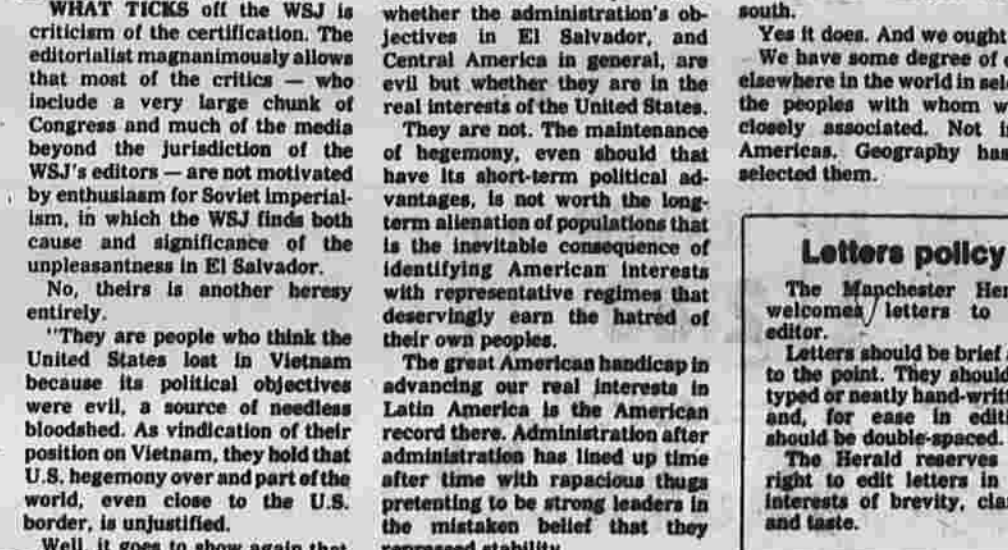 WHAT TICKS off the WSJ is
criticism of the certification. The
editorialist magnanimously allows
that most of the critics — who
include a very large chunk of
Congress and much of the media
beyond the jurisdiction of the
WSJ's editors — are not motivated
by enthusiasm for Soviet imperial-
ism, in which the WSJ finds both
cause and significance of the
unpleasantness in El Salvador.
No, theirs is another heresy
entirely.
"They are people who think the
United States lost in Vietnam
because its political objectives
were evil, a source of needless
bloodshed. As vindication of their
position on Vietnam, they hold that
U.S. hegemony over and part of the
world, even close to the U.S.
border, is unjustified.
Well, it goes to show again that
whether the administration's ob-
jectives in El Salvador, and
Central America in general, are
evil but whether they are in the
real interests of the United States.
They are not. The maintenance
of hegemony, even should that
have its short-term political ad-
vantages, is not worth the long-
term alienation of populations that
is the inevitable consequence of
identifying American interests
with representative regimes that
deservingly earn the hatred of
their own peoples.
The great American handicap in
advancing our real interests in
Latin America is the American
record there. Administration after
administration has lined up time
after time with rapacious thugs
pretenting to be strong leaders in
the mistaken belief that they
repressed stability.
south.
Yes it does. And we ought
We have some degree of
elsewhere in the world in
the peoples with whom
closely associated. Not
Americas. Geography has
selected them.
Letters policy
The Manchester
welcomes letters to
editor.
Letters should be brief
to the point. They should
typed or neatly
and, for ease in
should be double-spaced.
The Herald reserves
right to edit letters in
interests of brevity,
and taste.